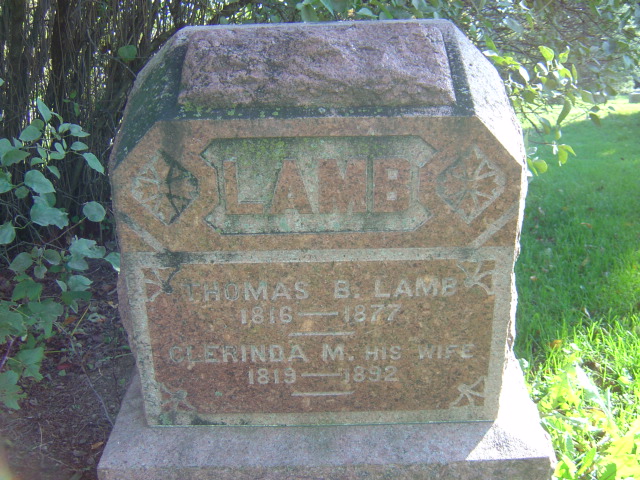 LAMB
THOMAS B. LAMB
1816 — 1877
CLERINDA M. HIS WIFE
1819 — 1892